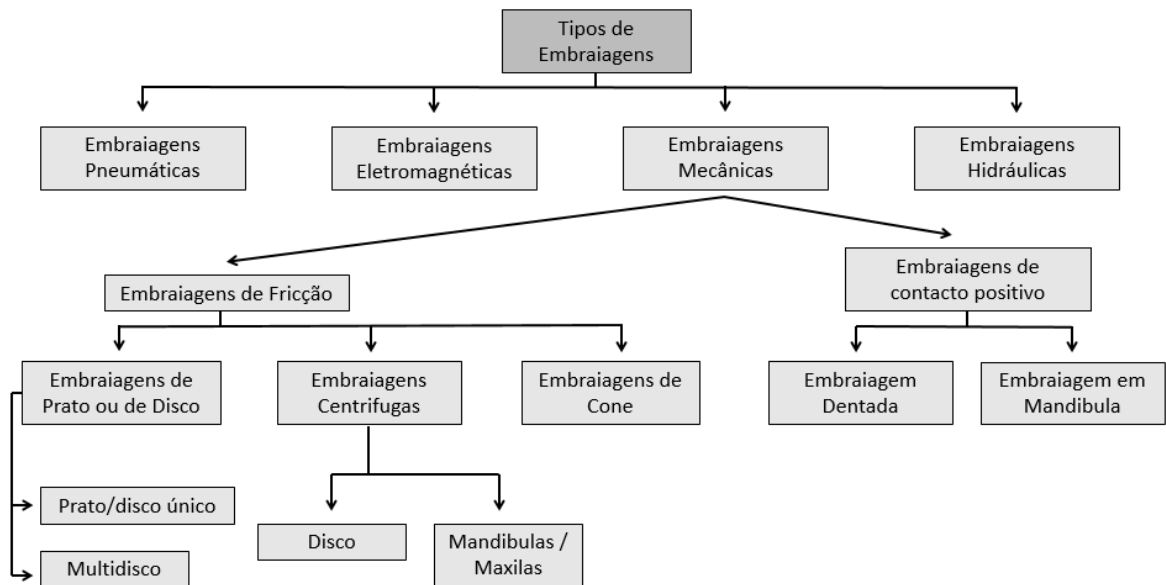 Tipos de
Embraiagens
Embraiagens
Pneumáticas
Embraiagens
Eletromagnéticas
Embraiagens
Mecânicas
Embraiagens
Hidráulicas
Embraiagens de Fricção
Embraiagens de
contacto positivo
Embraiagens de
Prato ou de Disco
Embraiagens
Centrifugas
Embraiagens de
Cone
Embraiagem
Dentada
Embraiagem em
Mandibula
Prato/disco único
Multidisco
Disco
Mandibulas /
Maxilas